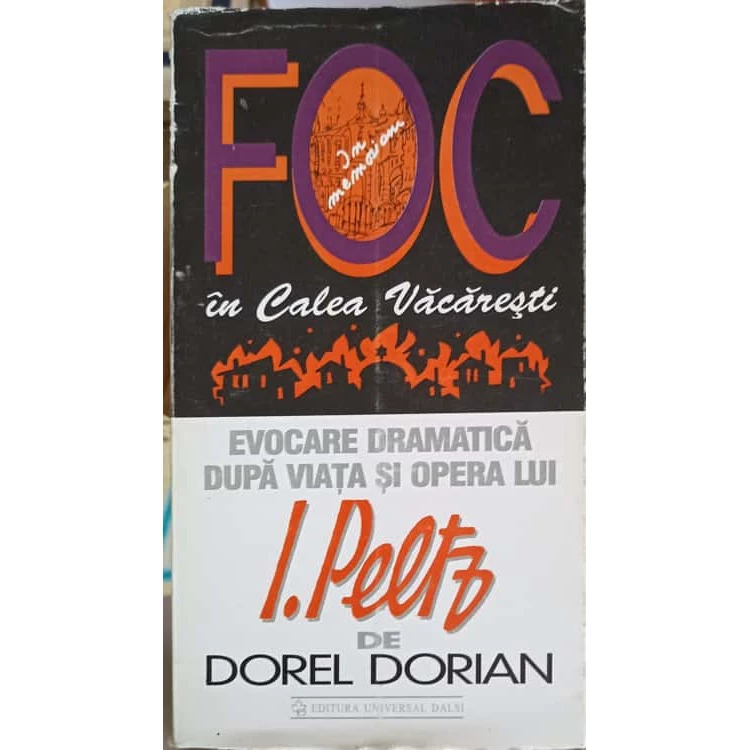 FOC
In
memoriam
în Calea Văcărești
EVOCARE DRAMATICĂ
DUPĂ VIAȚA ȘI OPERA LUI
I. Peltz
DE
DOREL DORIAN
EDITURA UNIVERSAL DALSI